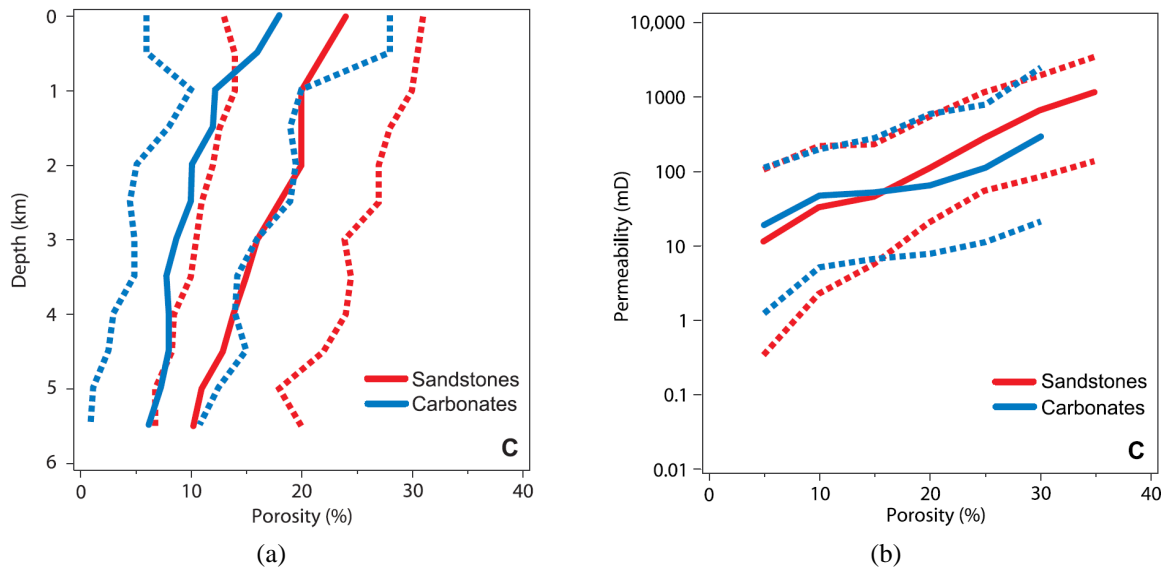 0
1
2
3
4
5
6
Depth (km)
0
10
20
30
40
Porosity (%)
Sandstones
Carbonates
C
(a)
10,000
1000
100
10
1
0.1
0.01
Permeability (mD)
0
10
20
30
40
Porosity (%)
Sandstones
Carbonates
C
(b)